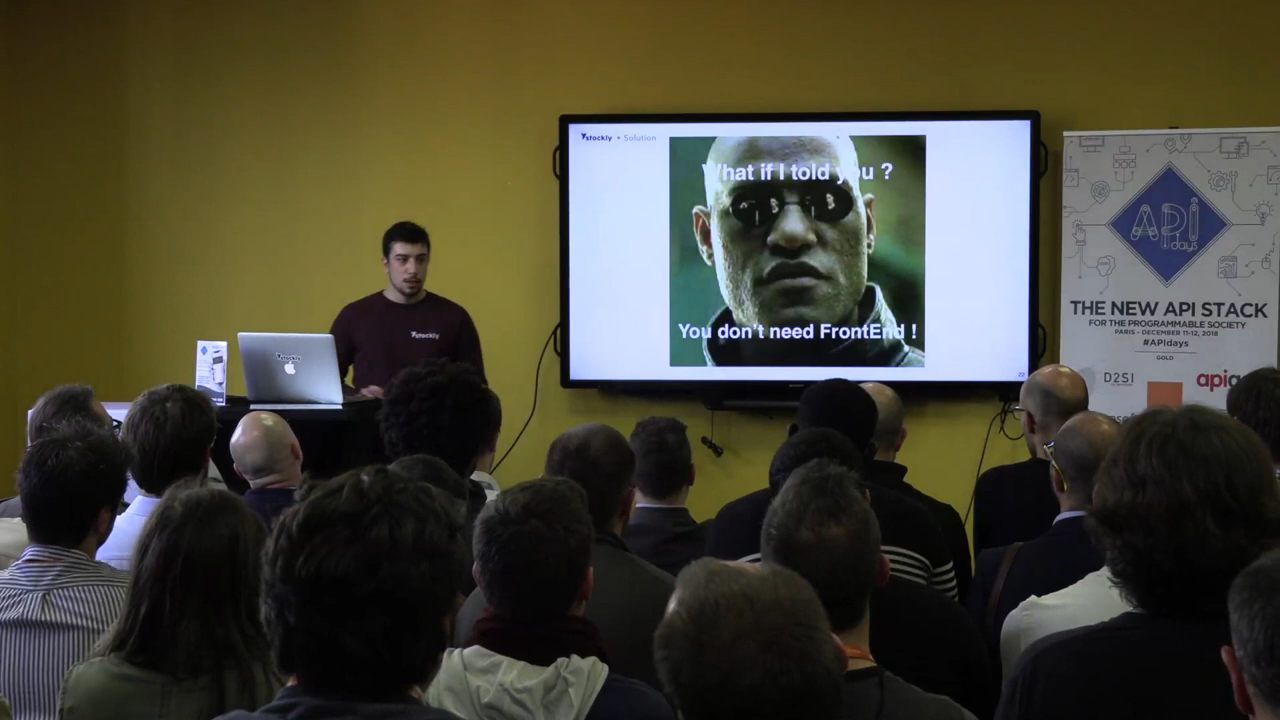 stockly • Solution
What if I told you ?
You don't need FrontEnd !
stockly
stockly
API
days
THE NEW API STACK
FOR THE PROGRAMMABLE SOCIETY
PARIS - DECEMBER 11-12, 2018
#APIdays
GOLD
D2SI